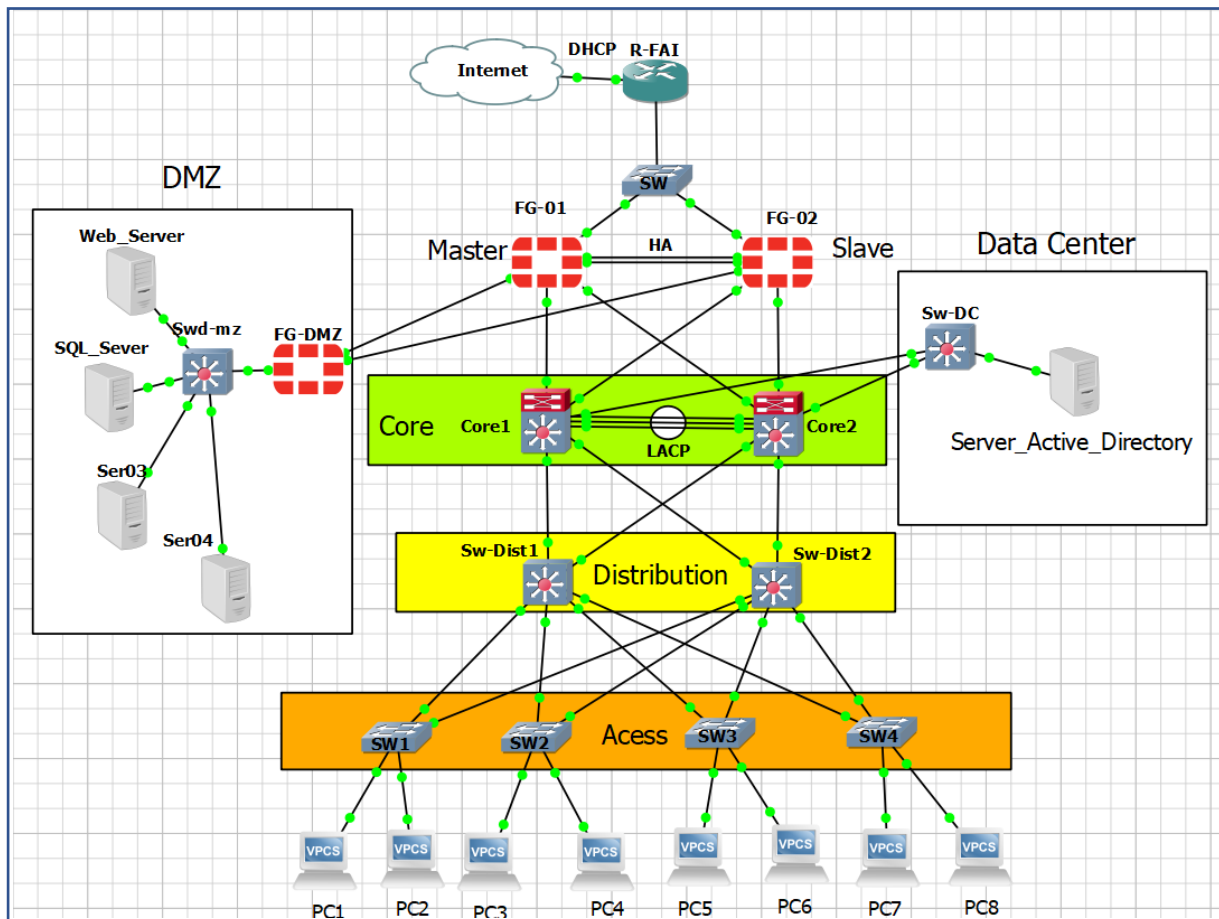 DHCP
R-FAI
Internet
SW
DMZ
FG-01
FG-02
Master
HA
Slave
Data Center
Web_Server
Swd-mz
FG-DMZ
SQL_Sever
Sw-DC
Server_Active_Directory
Core
Core1
LACP
Core2
Ser03
Ser04
Sw-Dist1
Distribution
Sw-Dist2
SW1
SW2
Acess
SW3
SW4
VPCS
VPCS
VPCS
VPCS
VPCS
VPCS
VPCS
VPCS
PC1
PC2
PC3
PC4
PC5
PC6
PC7
PC8